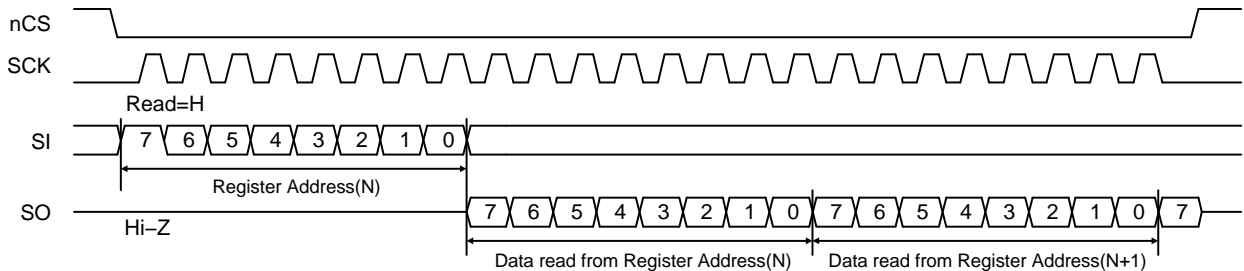 nCS
SCK
Read=H
SI 7 6 5 4 3 2 1 0
Register Address(N)
SO 7 6 5 4 3 2 1 0 7 6 5 4 3 2 1 0 7
Hi–Z
Data read from Register Address(N) Data read from Register Address(N+1)